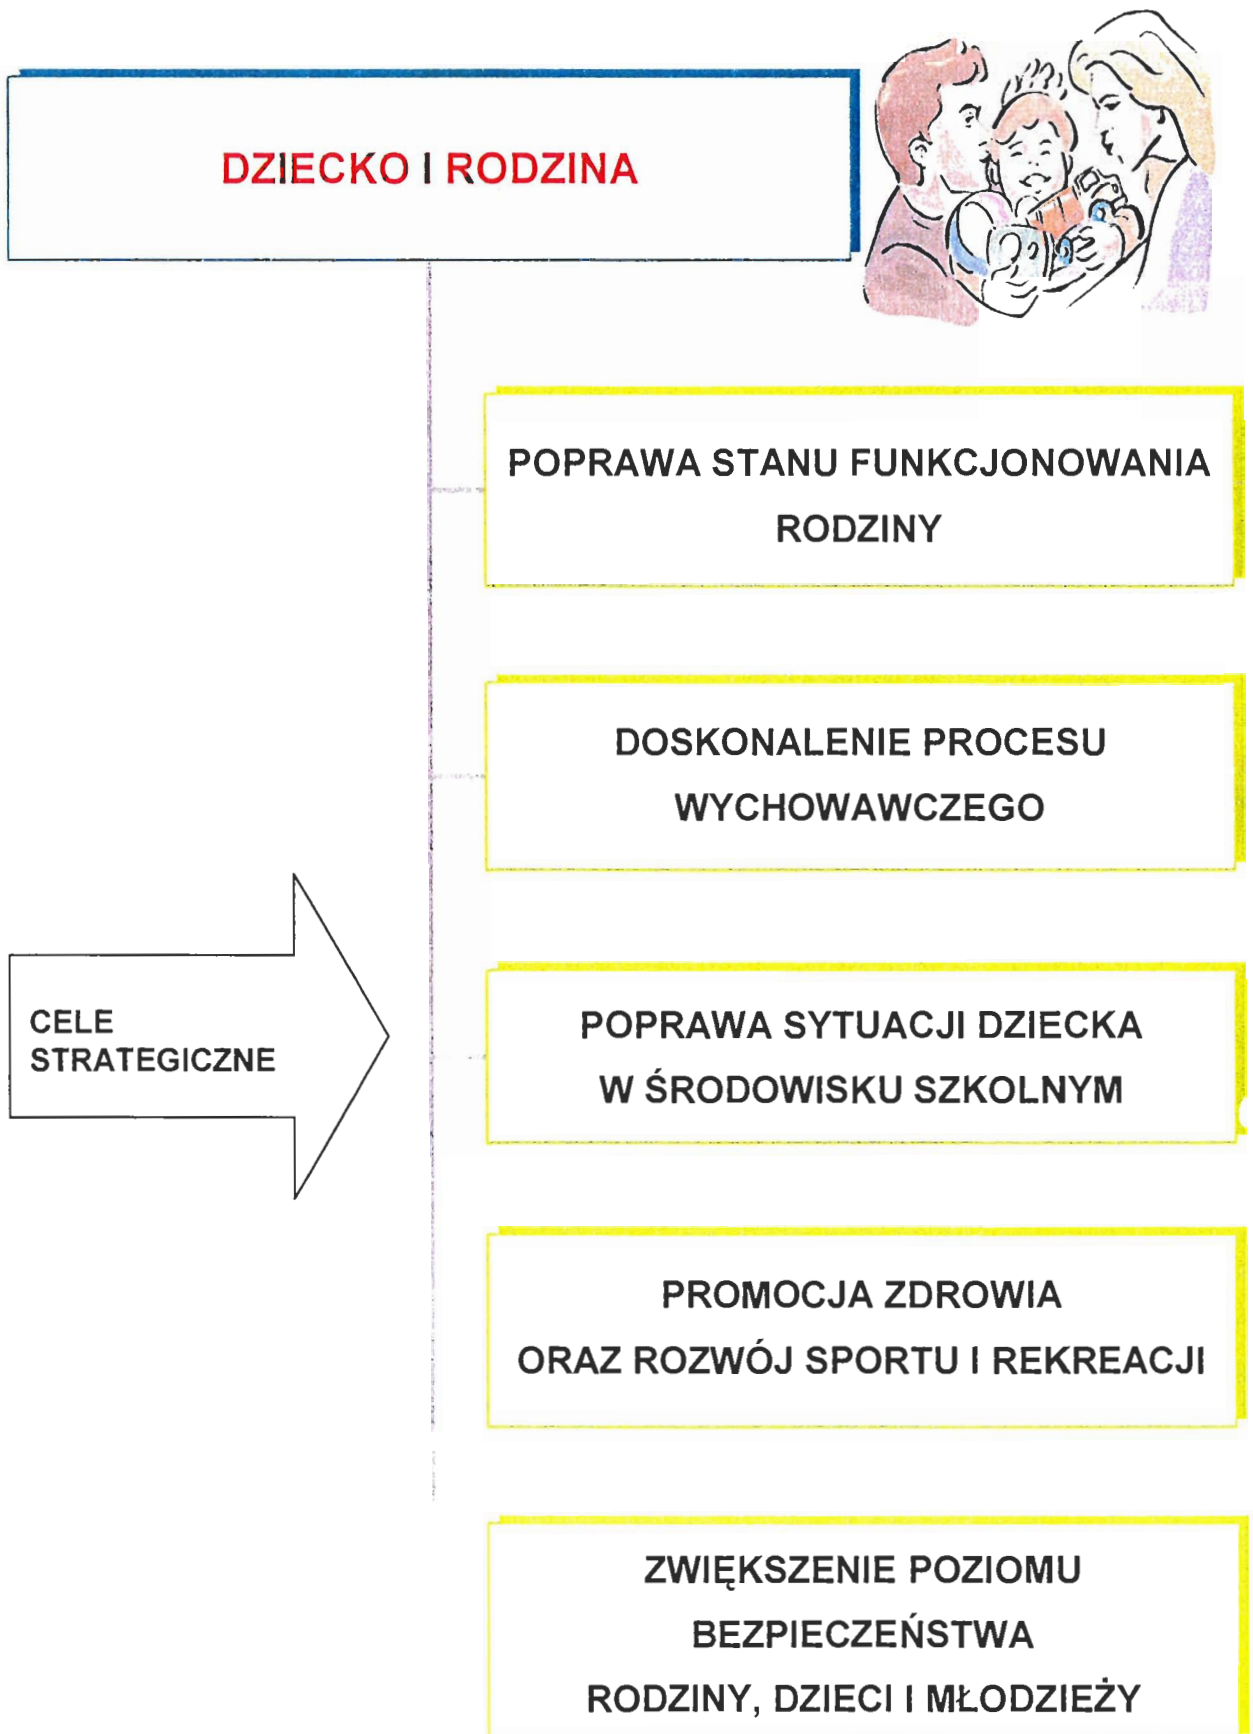 DZIECKO I RODZINA
POPRAWA STANU FUNKCJONOWANIA
RODZINY
DOSKONALENIE PROCESU
WYCHOWAWCZEGO
CELE
STRATEGICZNE
POPRAWA SYTUACJI DZIECKA
W ŚRODOWISKU SZKOLNYM
PROMOCJA ZDROWIA
ORAZ ROZWÓJ SPORTU I REKREACJI
ZWIĘKSZENIE POZIOMU
BEZPIECZEŃSTWA
RODZINY, DZIECI I MŁODZIEŻY